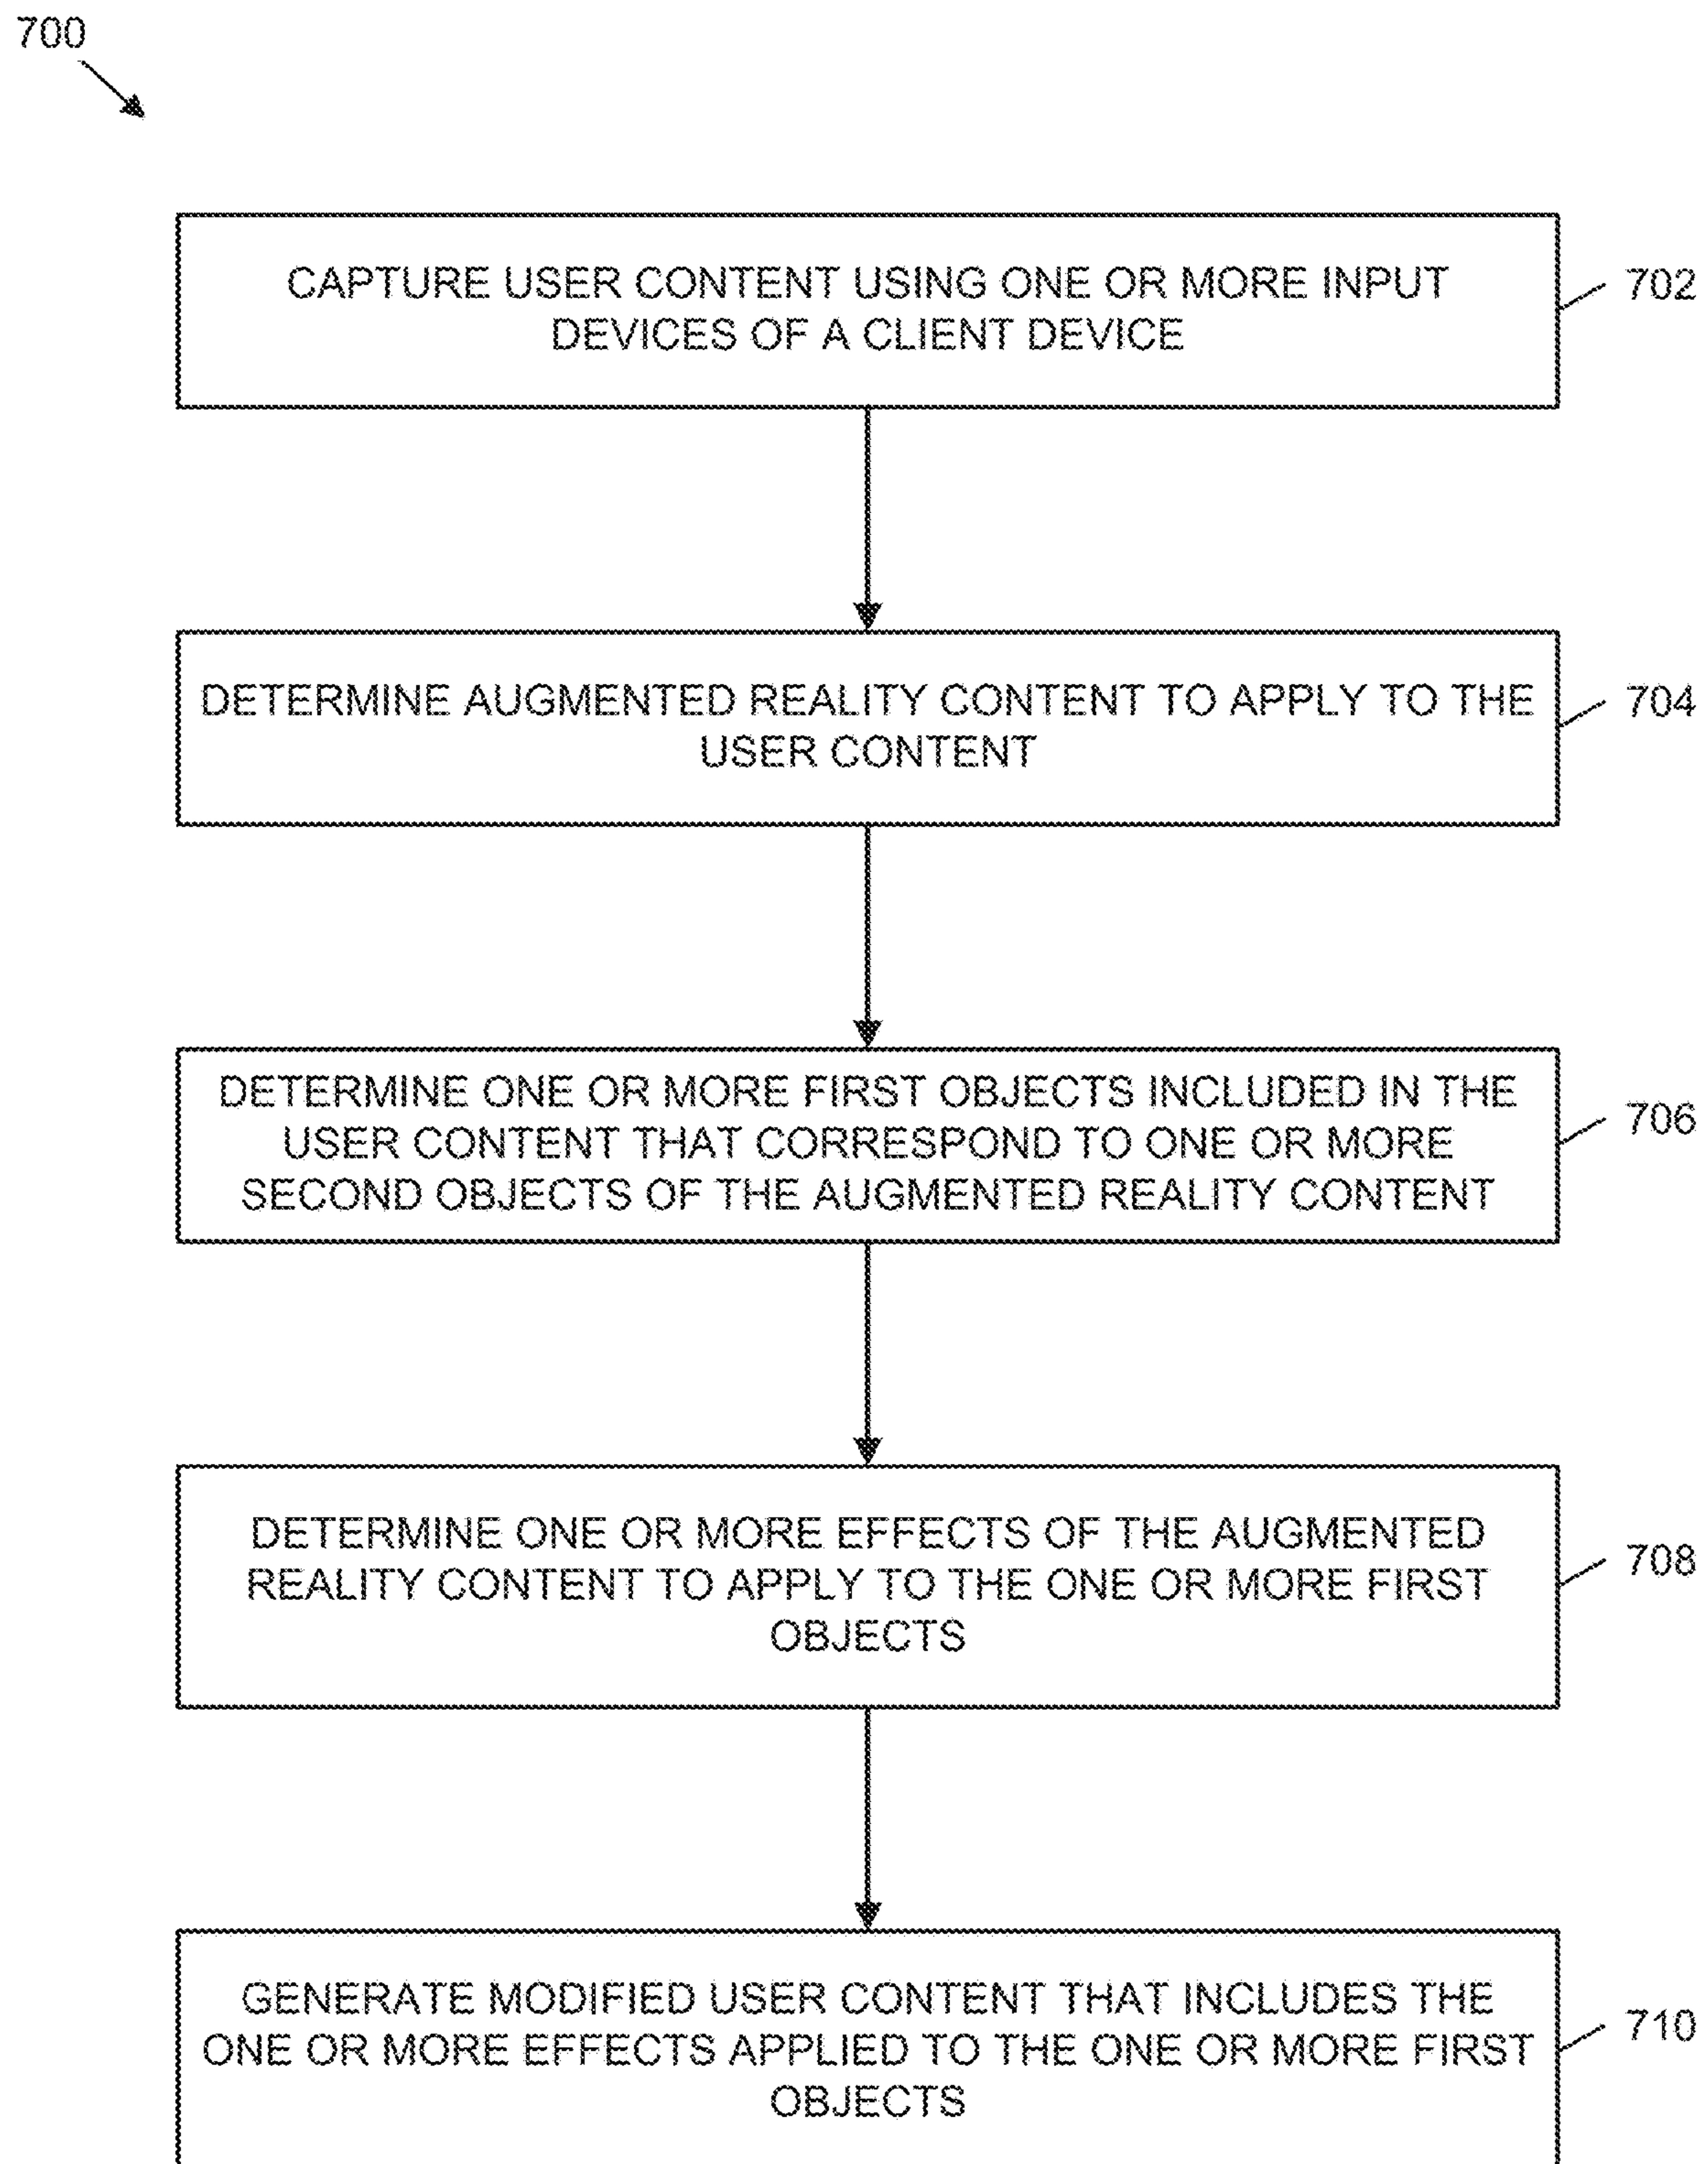 700
CAPTURE USER CONTENT USING ONE OR MORE INPUT
DEVICES OF A CLIENT DEVICE
702
DETERMINE AUGMENTED REALITY CONTENT TO APPLY TO THE
USER CONTENT
704
DETERMINE ONE OR MORE FIRST OBJECTS INCLUDED IN THE
USER CONTENT THAT CORRESPOND TO ONE OR MORE
SECOND OBJECTS OF THE AUGMENTED REALITY CONTENT
706
DETERMINE ONE OR MORE EFFECTS OF THE AUGMENTED
REALITY CONTENT TO APPLY TO THE ONE OR MORE FIRST
OBJECTS
708
GENERATE MODIFIED USER CONTENT THAT INCLUDES THE
ONE OR MORE EFFECTS APPLIED TO THE ONE OR MORE FIRST
OBJECTS
710